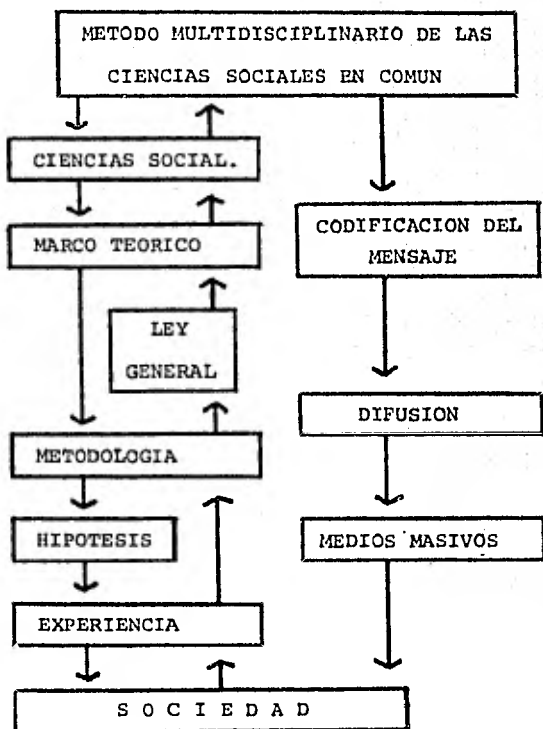 METODO MULTIDISCIPLINARIO DE LAS
CIENCIAS SOCIALES EN COMUN
CIENCIAS SOCIAL.
MARCO TEORICO
LEY
GENERAL
METODOLOGIA
HIPOTESIS
EXPERIENCIA
CODIFICACION DEL
MENSAJE
DIFUSION
MEDIOS MASIVOS
S O C I E D A D